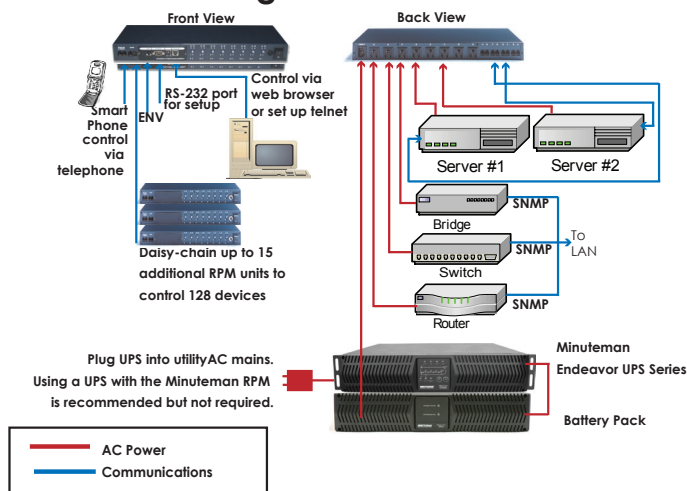 Front View
Back View
Smart
Phone
control
via
telephone
ENV
RS-232 port
for setup
Control via
web browser
or set up telnet
Server #1
Server #2
Bridge
SNMP
Switch
SNMP
To
LAN
Router
SNMP
Daisy-chain up to 15
additional RPM units to
control 128 devices
Plug UPS into utilityAC mains.
Using a UPS with the Minuteman RPM
is recommended but not required.
Minuteman
Endeavor UPS Series
Battery Pack
AC Power
Communications